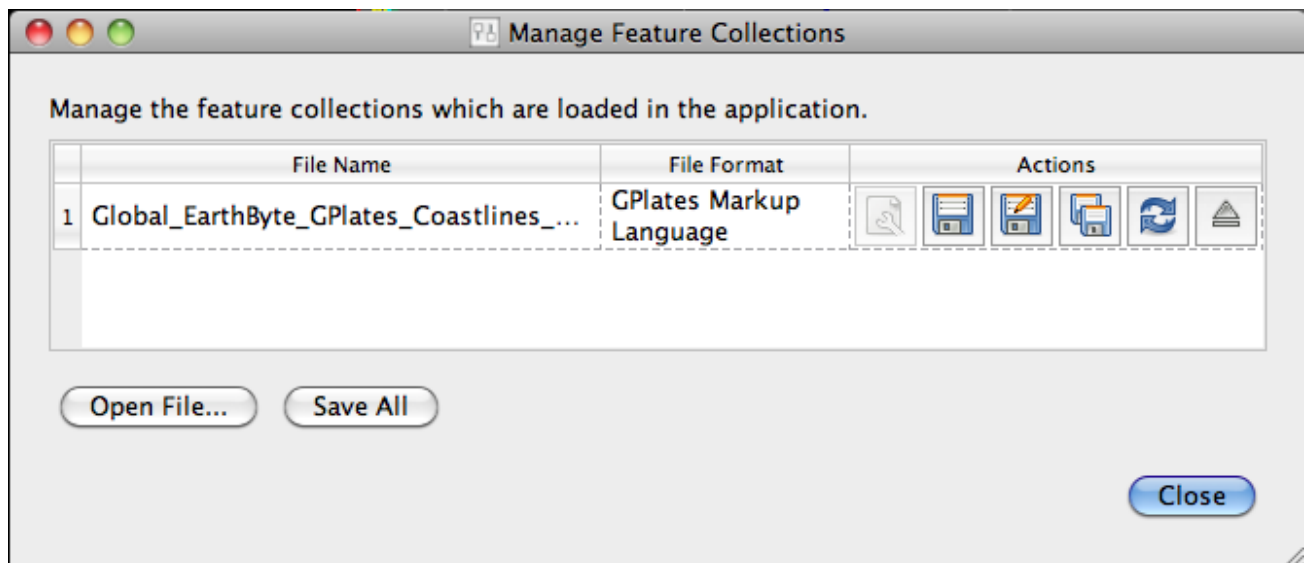 Manage Feature Collections
Manage the feature collections which are loaded in the application.
File Name File Format Actions
1 Global_EarthByte_GPlates_Coastlines_... GPlates Markup
Language
Open File... Save All
Close